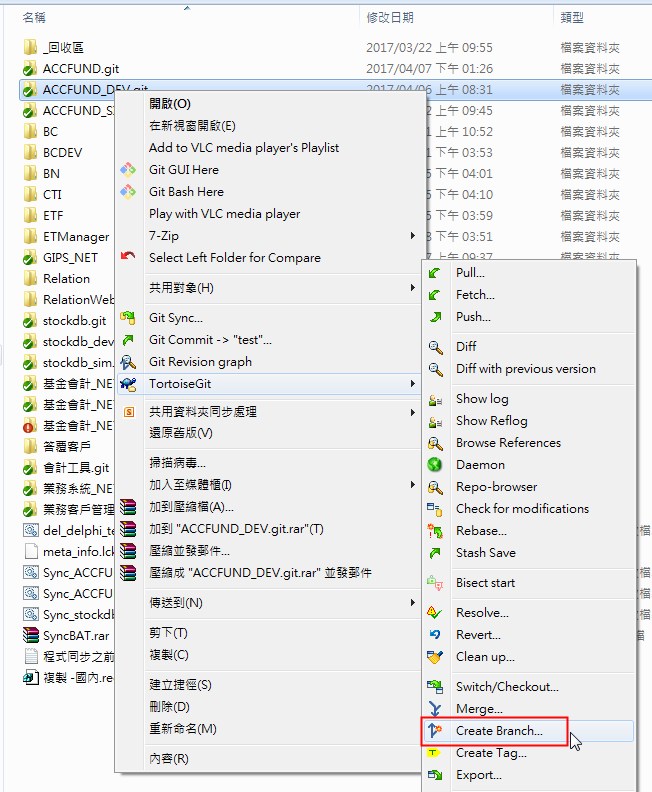 名稱 修改日期 類型
_回收區 2017/03/22 上午 09:55 檔案資料夾
ACCFUND.git 2017/04/07 上午 01:26 檔案資料夾
ACCFUND_DEV.git 2017/04/06 上午 08:31 檔案資料夾
ACCFUND_S 上午 09:45 檔案資料夾
BC 上午 10:52 檔案資料夾
BCDEV 下午 03:53 檔案資料夾
BN 下午 04:01 檔案資料夾
CTI 下午 04:10 檔案資料夾
ETF 下午 03:59 檔案資料夾
ETManager 下午 03:51 檔案資料夾
GIPS_NET 下午 09:37 檔案資料夾
Relation
RelationWeb
stockdb.git
stockdb_dev
stockdb_sim
基金會計_NE
基金會計_NE
基金會計_NE
答覆客戶
會計工具.git
業務系統_NE
業務客戶管理
del_delphi_te
meta_info.lck
Sync_ACCFU
Sync_ACCFU
Sync_stockdb
SyncBAT.rar
程式同步之前
複製 -國內.re
開啟(O)
在新視窗開啟(E)
Add to VLC media player's Playlist
Git GUI Here
Git Bash Here
Play with VLC media player
7-Zip
Select Left Folder for Compare
共用對象(H)
Git Sync...
Git Commit -> "test"...
Git Revision graph
TortoiseGit
共用資料夾同步處理
還原舊版(V)
掃描病毒...
加入至媒體櫃(I)
加到壓縮檔(A)...
加到 "ACCFUND_DEV.git.rar"(T)
壓縮並發郵件...
壓縮成 "ACCFUND_DEV.git.rar" 並發郵件
傳送到(N)
剪下(T)
複製(C)
建立捷徑(S)
刪除(D)
重新命名(M)
內容(R)
Pull...
Fetch...
Push...
Diff
Diff with previous version
Show log
Show Reflog
Browse References
Daemon
Repo-browser
Check for modifications
Rebase...
Stash Save
Bisect start
Resolve...
Revert...
Clean up...
Switch/Checkout...
Merge...
Create Branch...
Create Tag...
Export...